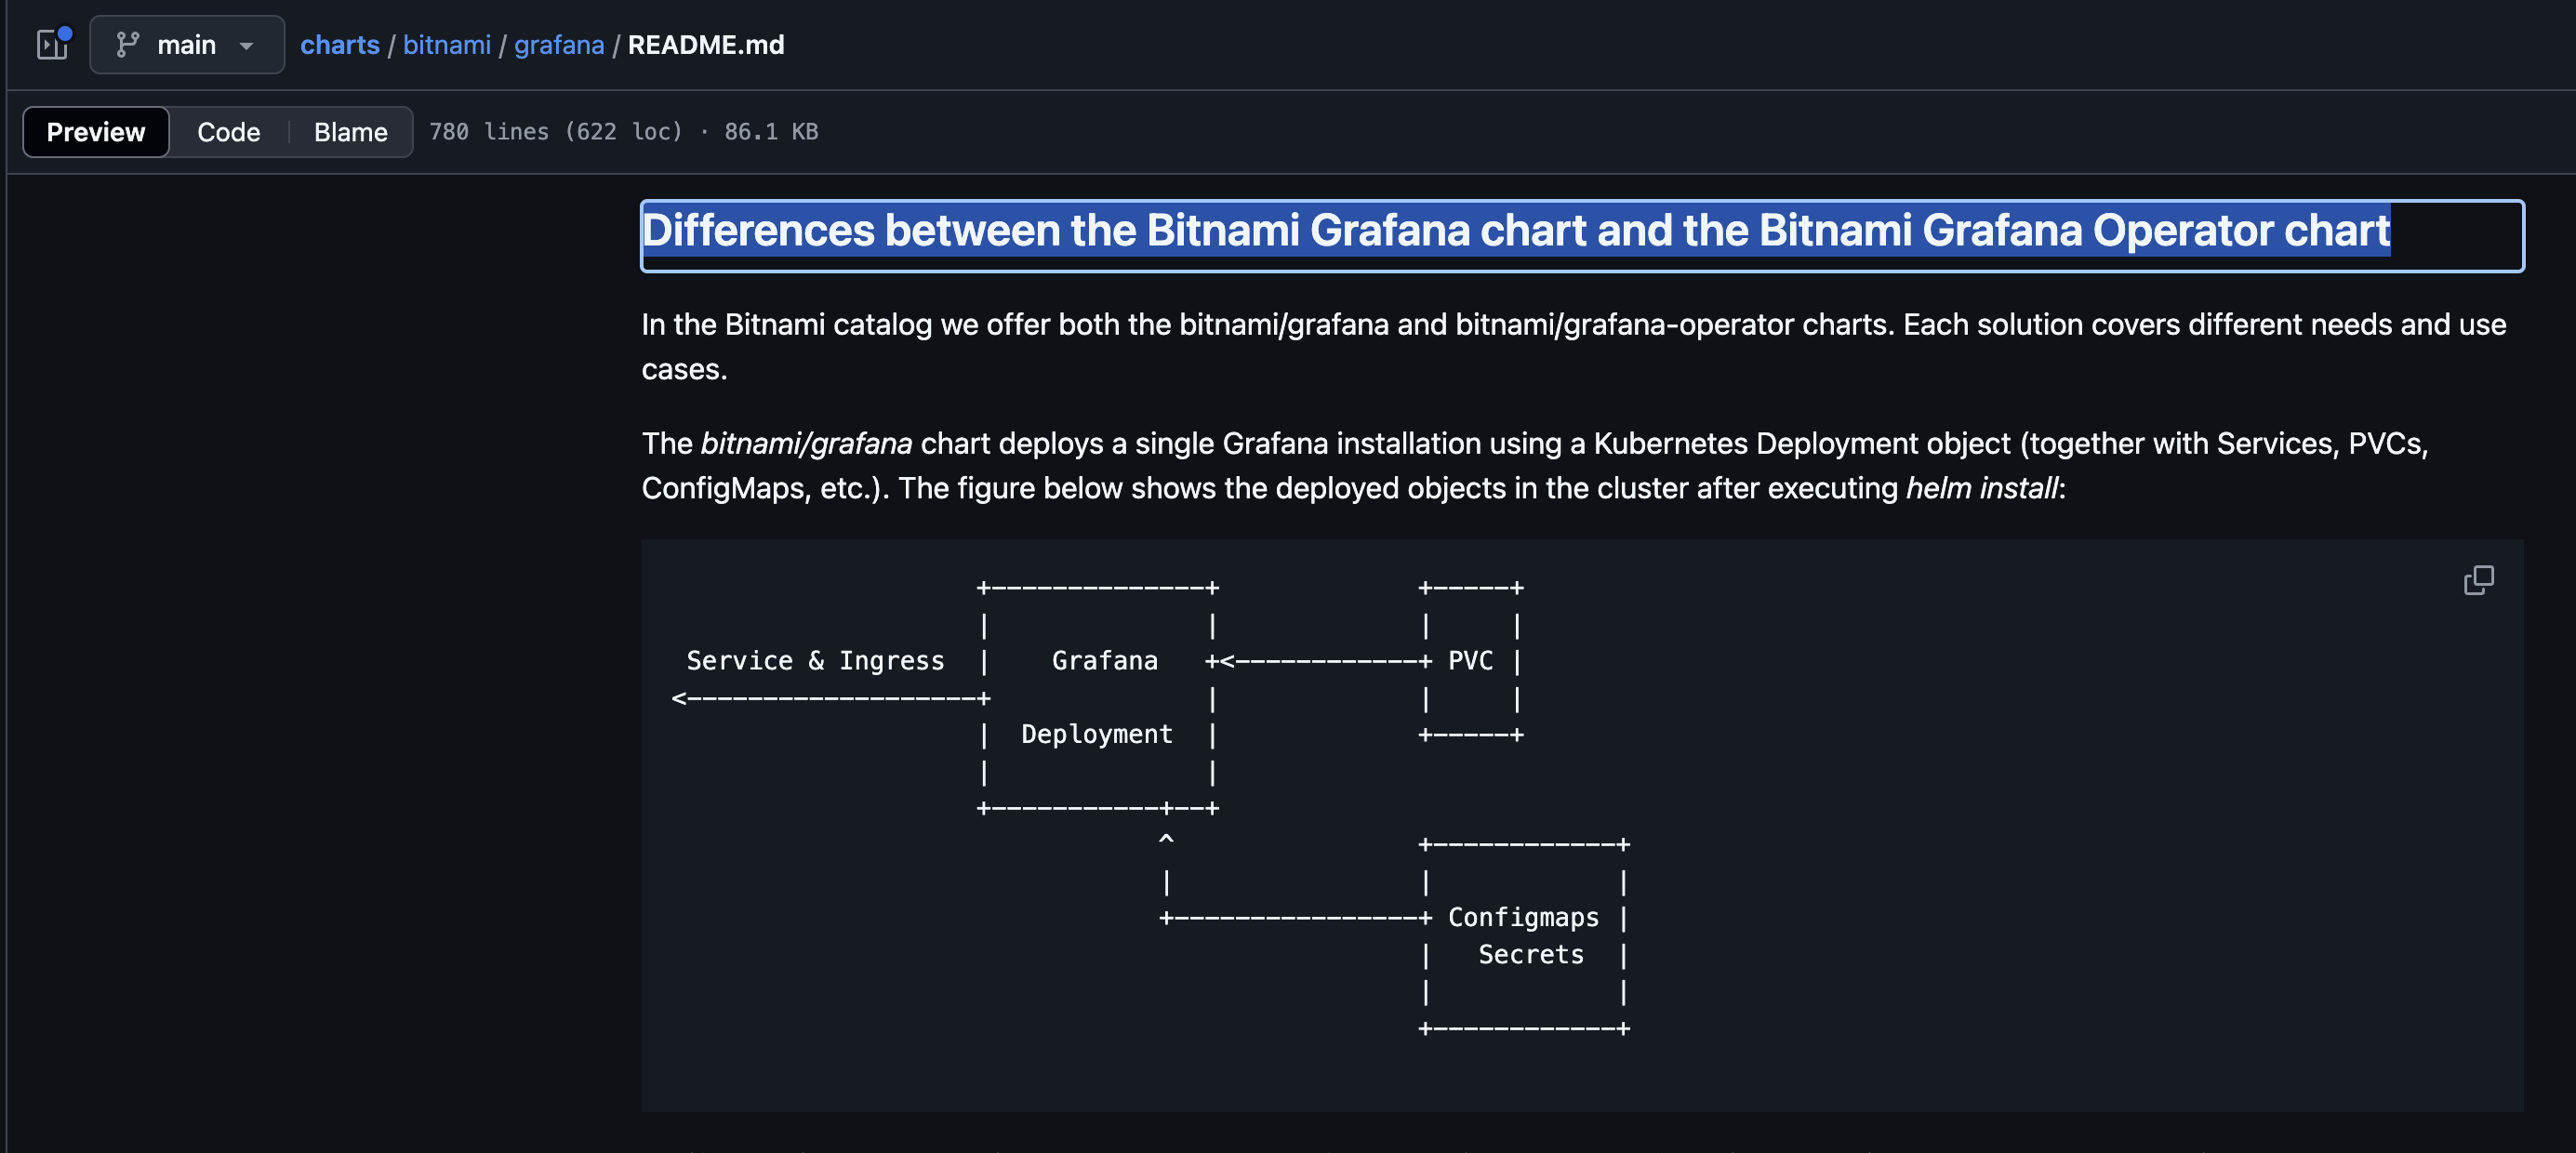 main
charts / bitnami / grafana / README.md
Preview Code Blame 780 lines (622 loc) · 86.1 KB
Differences between the Bitnami Grafana chart and the Bitnami Grafana Operator chart
In the Bitnami catalog we offer both the bitnami/grafana and bitnami/grafana-operator charts. Each solution covers different needs and use
cases.
The bitnami/grafana chart deploys a single Grafana installation using a Kubernetes Deployment object (together with Services, PVCs,
ConfigMaps, etc.). The figure below shows the deployed objects in the cluster after executing helm install:
Service & Ingress Grafana PVC
Deployment
Configmaps
Secrets